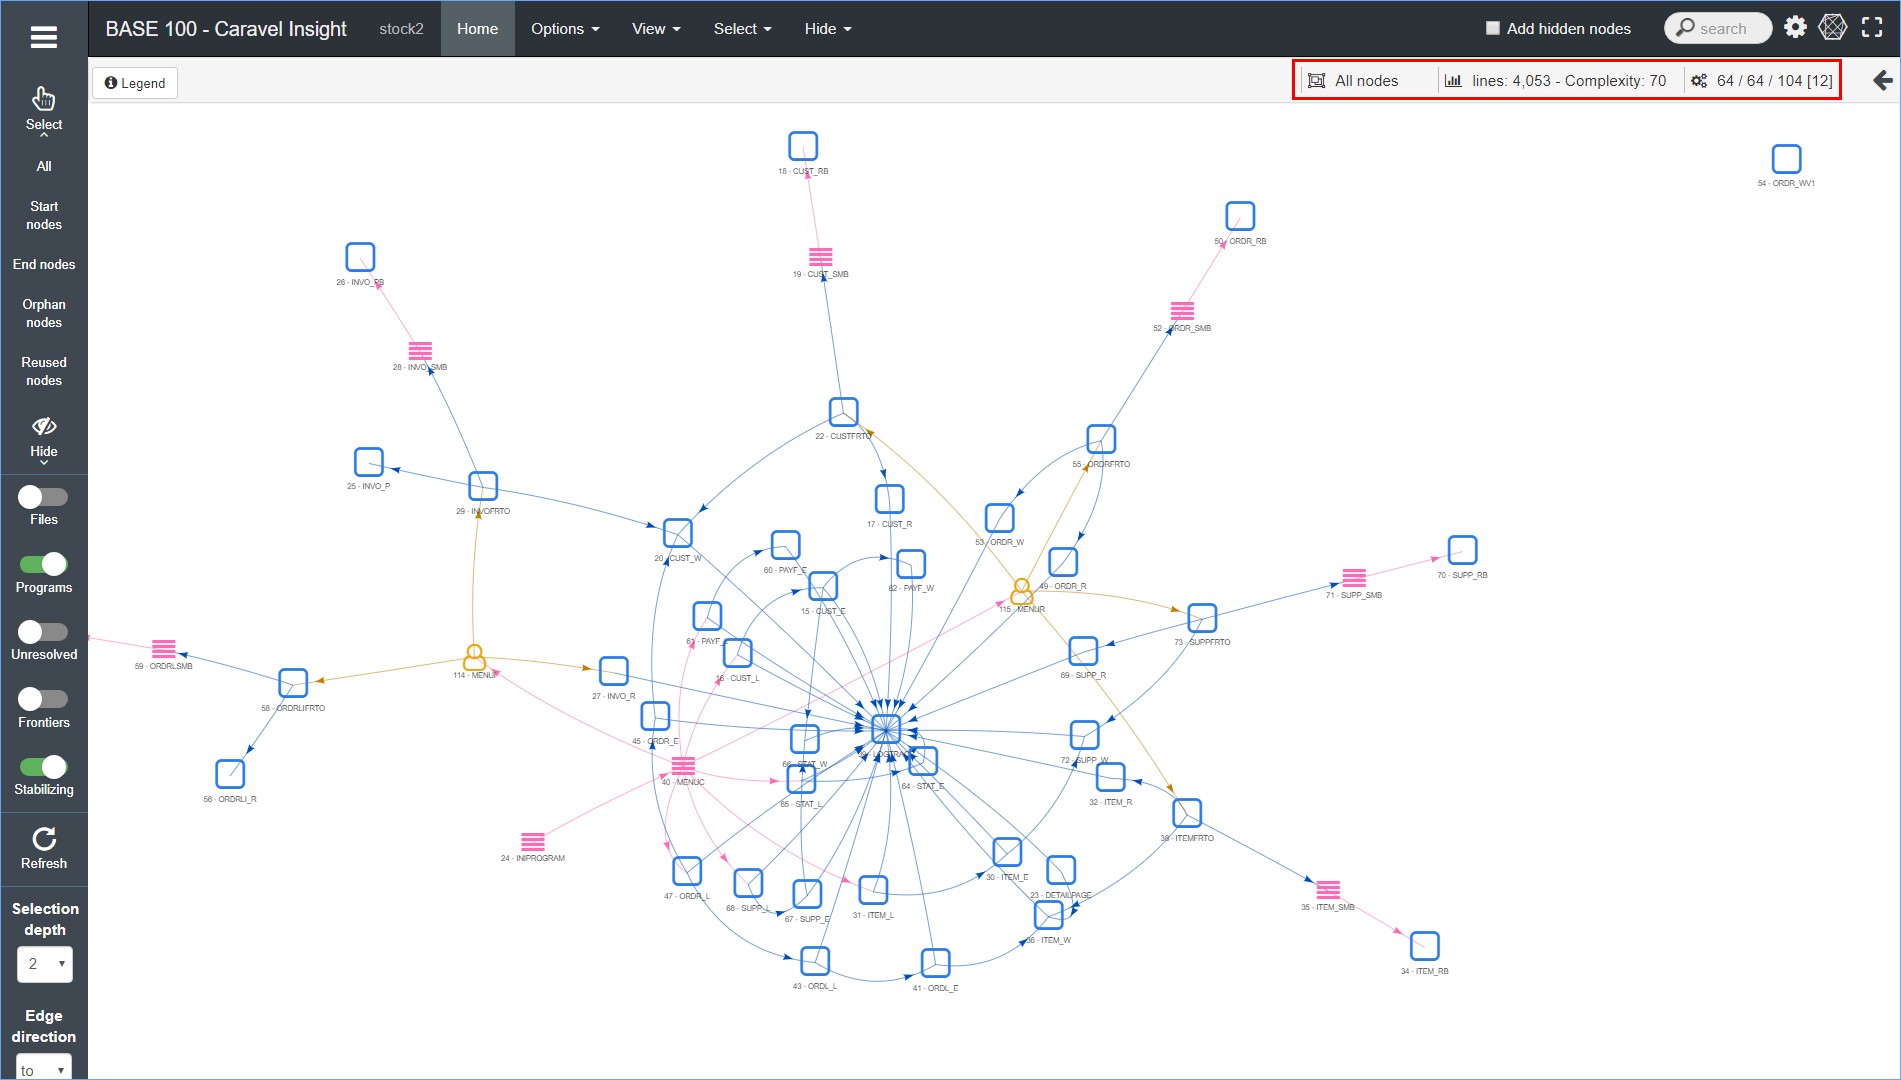 BASE 100 - Caravel Insight
stock2
Home
Options
View
Select
Hide
Add hidden nodes
search
Legend
All nodes
lines: 4,053 - Complexity: 70
64 / 64 / 104 [12]
Select
All
Start
nodes
End nodes
Orphan
nodes
Reused
nodes
Hide
Files
Programs
Unresolved
Frontiers
Stabilizing
Refresh
Selection
depth
2
Edge
direction
to
18 - CUST_RB
54 - ORDR_WV1
50 - ORDR_RB
19 - CUST_SMB
26 - INVO_RB
52 - ORDR_SMB
28 - INVO_SMB
22 - CUSTFRTO
55 - ORDRFRTO
25 - INVO_P
29 - INVOFRTO
17 - CUST_R
53 - ORDR_W
20 - CUST_W
60 - PAYF_E
62 - PAYF_W
49 - ORDR_R
70 - SUPP_RB
71 - SUPP_SMB
15 - CUST_E
115 - MENUR
61 - PAYF_L
73 - SUPPFRTO
59 - ORDRLSMB
114 - MENUI
16 - CUST_L
69 - SUPP_R
27 - INVO_R
58 - ORDRLIFRTO
45 - ORDR_E
66 - STAT_W
72 - SUPP_W
40 - MENUC
64 - STAT_E
56 - ORDRLI_R
65 - STAT_L
32 - ITEM_R
38 - ITEMFRTO
24 - INIPROGRAM
30 - ITEM_E
23 - DETAILPAGE
47 - ORDR_L
68 - SUPP_L
67 - SUPP_E
31 - ITEM_L
35 - ITEM_SMB
36 - ITEM_W
34 - ITEM_RB
43 - ORDL_L
41 - ORDL_E